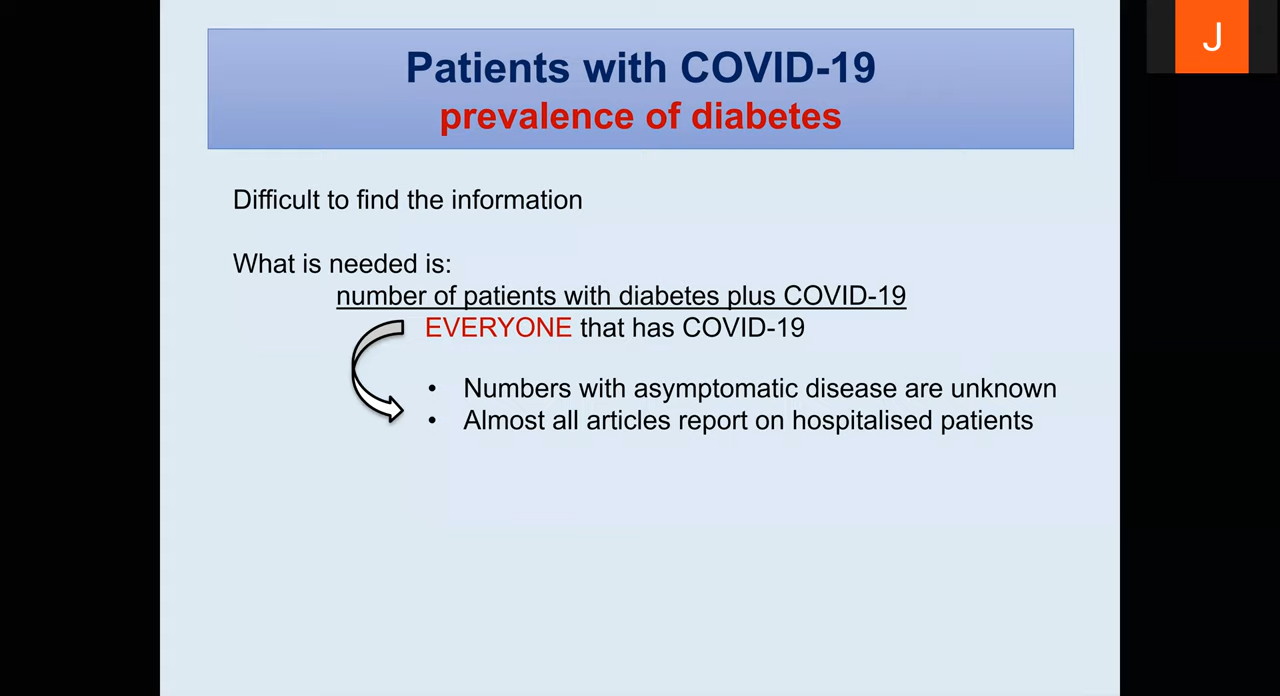 Patients with COVID-19
prevalence of diabetes
J
Difficult to find the information
What is needed is:
number of patients with diabetes plus COVID-19
EVERYONE that has COVID-19
• Numbers with asymptomatic disease are unknown
• Almost all articles report on hospitalised patients